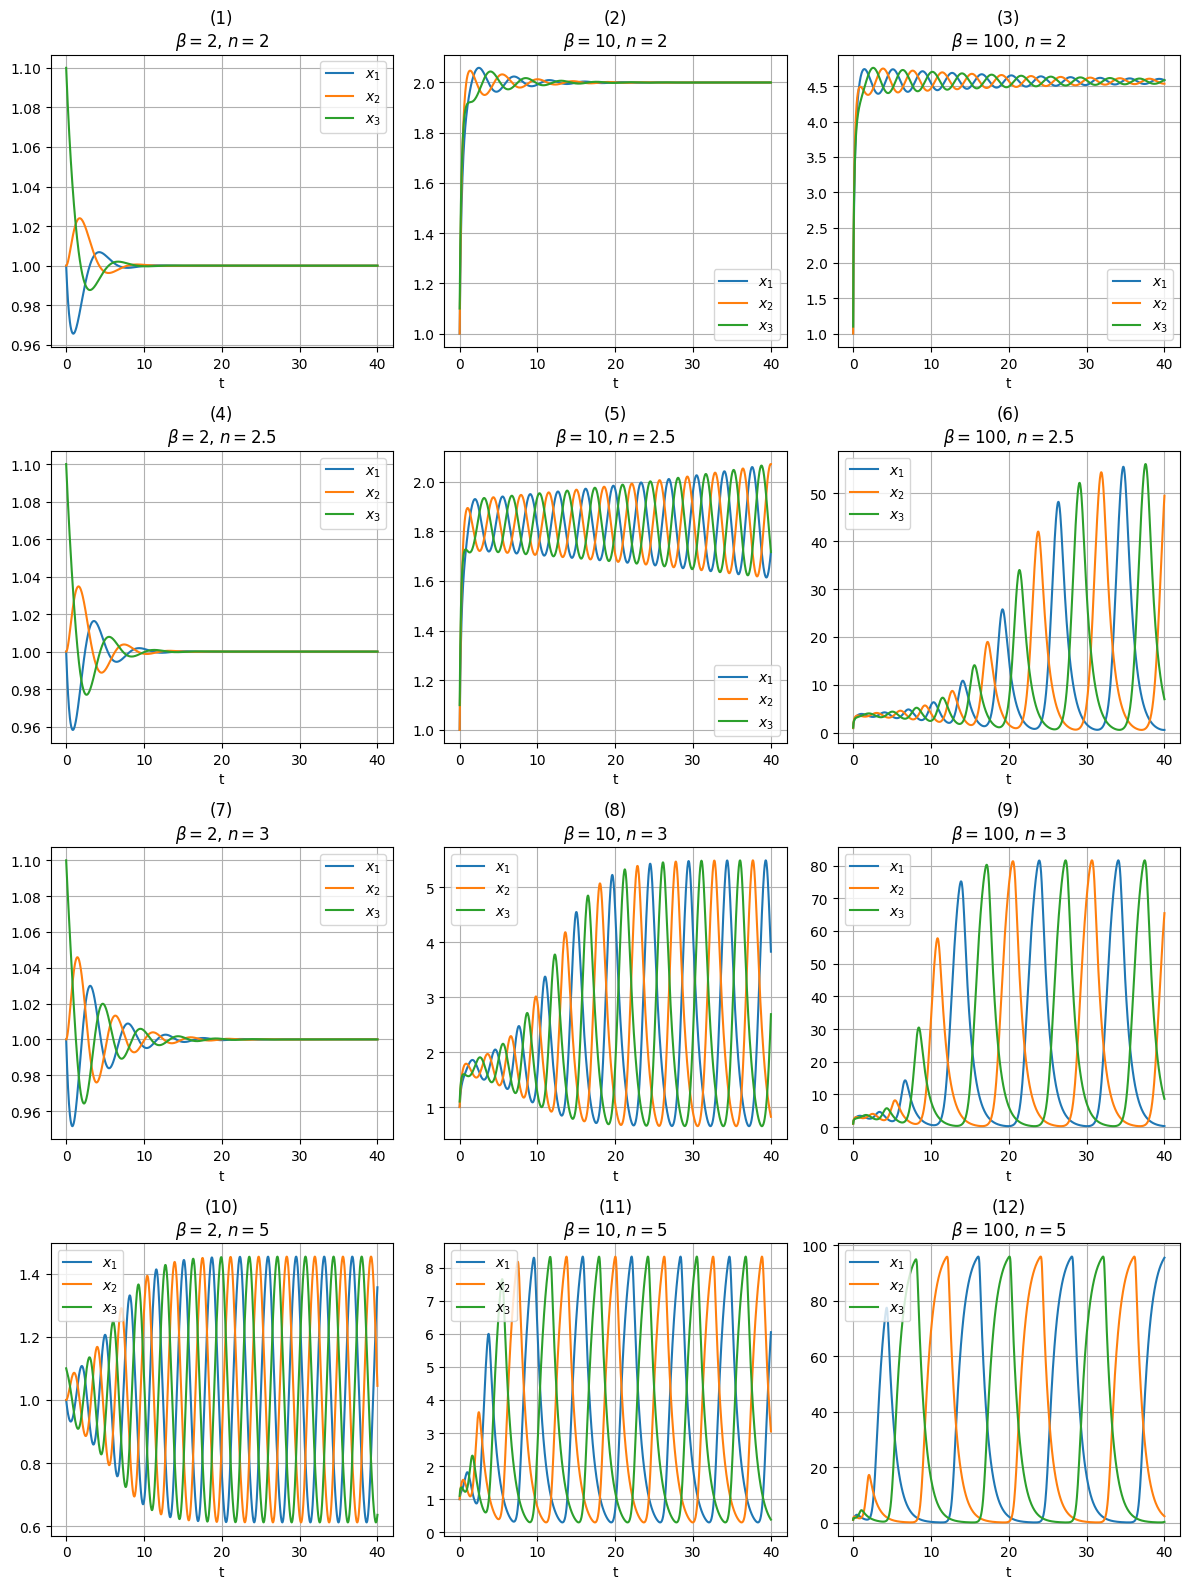 (1)
β = 2, n = 2
1.10
1.08
1.06
1.04
1.02
1.00
0.98
0.96
x₁
x₂
x₃
0 10 20 30 40
t
(2)
β = 10, n = 2
2.0
1.8
1.6
1.4
1.2
1.0
x₁
x₂
x₃
0 10 20 30 40
t
(3)
β = 100, n = 2
4.5
4.0
3.5
3.0
2.5
2.0
1.5
1.0
x₁
x₂
x₃
0 10 20 30 40
t
(4)
β = 2, n = 2.5
1.10
1.08
1.06
1.04
1.02
1.00
0.98
0.96
x₁
x₂
x₃
0 10 20 30 40
t
(5)
β = 10, n = 2.5
2.0
1.8
1.6
1.4
1.2
1.0
x₁
x₂
x₃
0 10 20 30 40
t
(6)
β = 100, n = 2.5
50
40
30
20
10
0
x₁
x₂
x₃
0 10 20 30 40
t
(7)
β = 2, n = 3
1.10
1.08
1.06
1.04
1.02
1.00
0.98
0.96
x₁
x₂
x₃
0 10 20 30 40
t
(8)
β = 10, n = 3
5
4
3
2
1
x₁
x₂
x₃
0 10 20 30 40
t
(9)
β = 100, n = 3
80
70
60
50
40
30
20
10
0
x₁
x₂
x₃
0 10 20 30 40
t
(10)
β = 2, n = 5
1.4
1.2
1.0
0.8
0.6
x₁
x₂
x₃
0 10 20 30 40
t
(11)
β = 10, n = 5
8
7
6
5
4
3
2
1
0
x₁
x₂
x₃
0 10 20 30 40
t
(12)
β = 100, n = 5
100
80
60
40
20
0
x₁
x₂
x₃
0 10 20 30 40
t